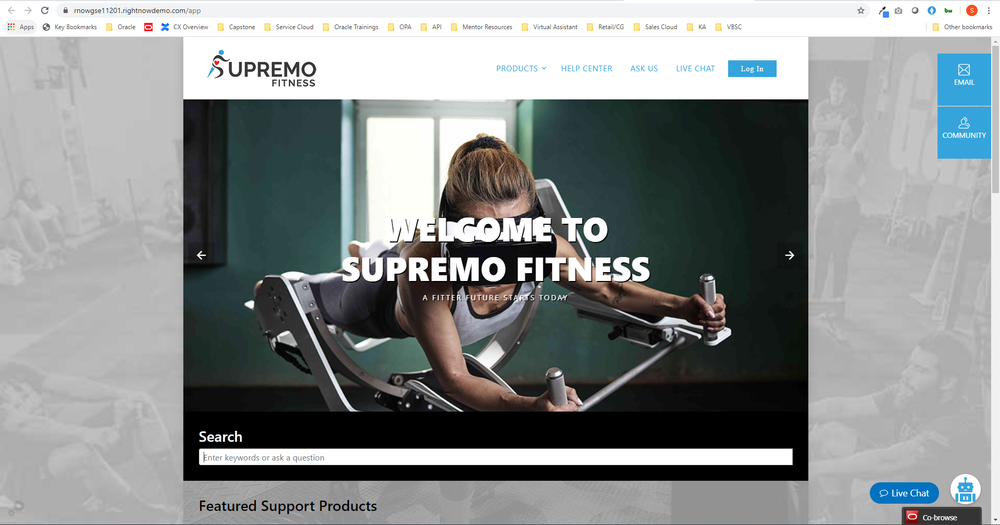 rnowgse11201.rightnowdemo.com/app
S
Apps Key Bookmarks Oracle CX Overview Capstone Service Cloud Oracle Trainings OPA API Mentor Resources Virtual Assistant Retail/CG Sales Cloud KA VBSC Other bookmarks
SUPREMO
FITNESS
PRODUCTS HELP CENTER ASK US LIVE CHAT Log In
EMAIL
COMMUNITY
WELCOME TO
SUPREMO FITNESS
A FITTER FUTURE STARTS TODAY
Search
Enter keywords or ask a question
Featured Support Products
Live Chat
Co-browse